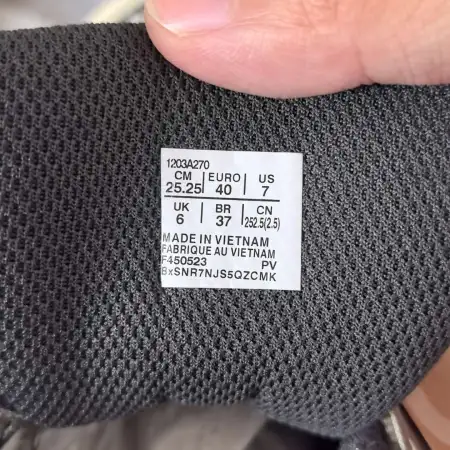 1203A270
CM EURO US
25.25 40 7
UK BR CN
6 37 252.5(2.5)
MADE IN VIETNAM
FABRIQUE AU VIETNAM
F450523 PV
BxSNR7NJS5QZCMK